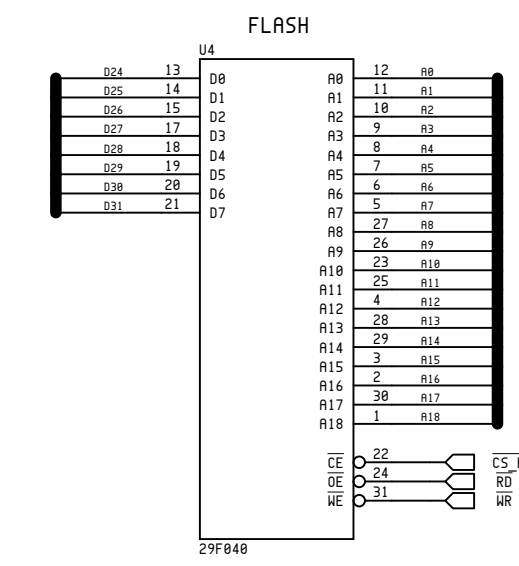 FLASH
U4
D24 13 D0 A0 12 A0
D25 14 D1 A1 11 A1
D26 15 D2 A2 10 A2
D27 17 D3 A3 9 A3
D28 18 D4 A4 8 A4
D29 19 D5 A5 7 A5
D30 20 D6 A6 6 A6
D31 21 D7 A7 5 A7
A8 27 A8
A9 26 A9
A10 23 A10
A11 25 A11
A12 4 A12
A13 28 A13
A14 29 A14
A15 3 A15
A16 2 A16
A17 30 A17
A18 1 A18
CE 22
OE 24 RD
WE 31 WR
29F040